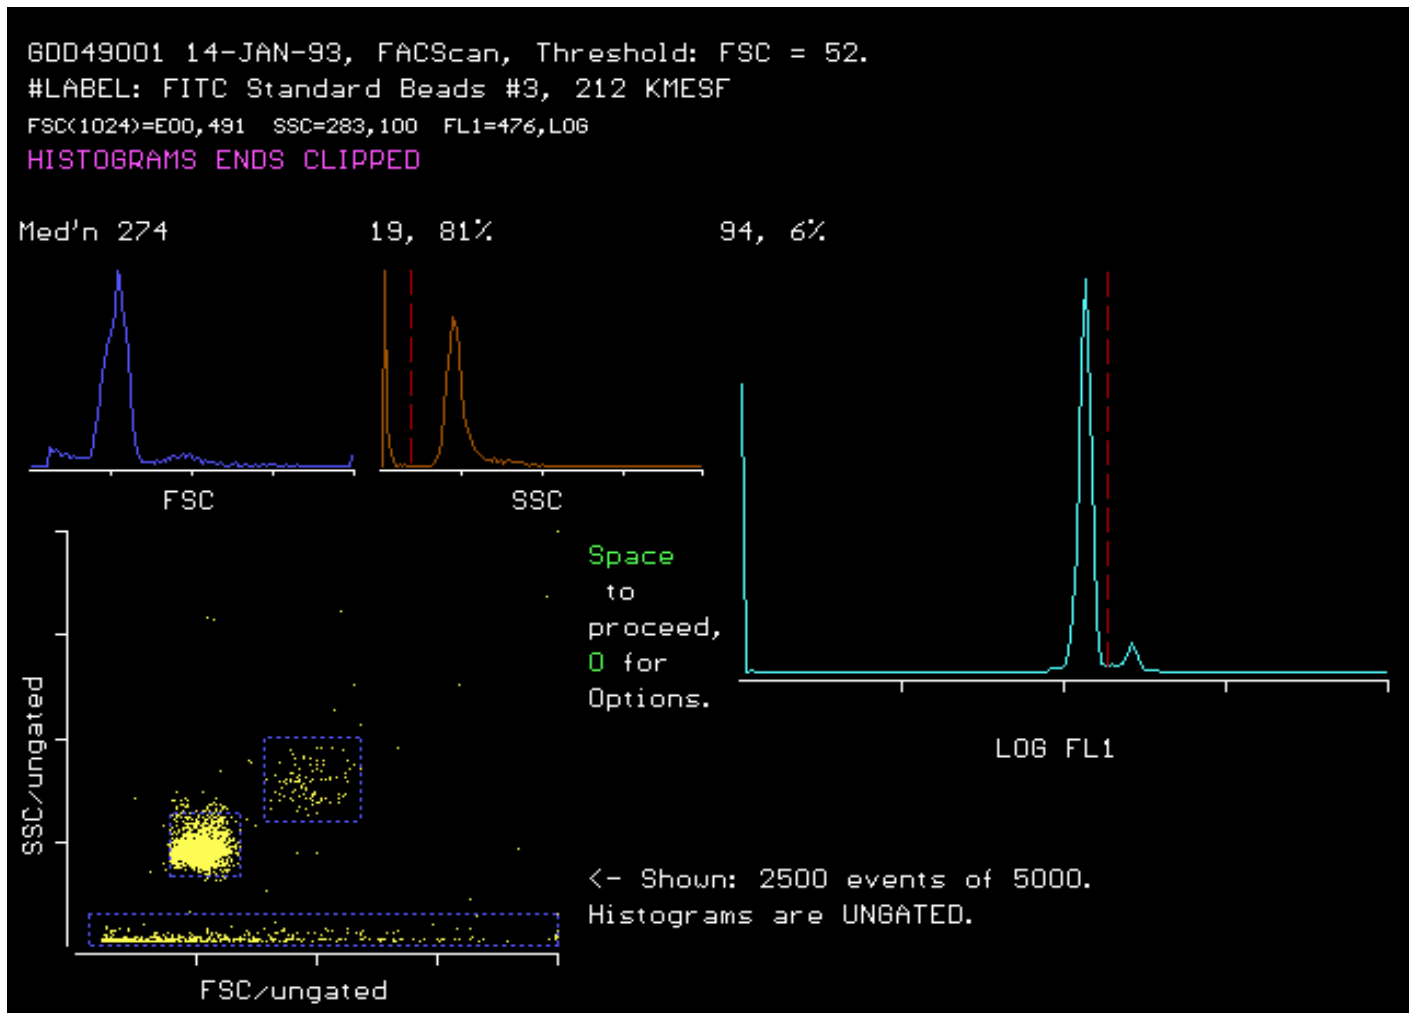 GDD49001 14-JAN-93, FACScan, Threshold: FSC = 52.
#LABEL: FITC Standard Beads #3, 212 KMESF
FSC(1024)=E00,491 SSC=283,100 FL1=476,LOG
HISTOGRAMS ENDS CLIPPED
Med'n 274
19, 81%
94, 6%
FSC
SSC
LOG FL1
Space
to
proceed,
O for
Options.
SSC/ungated
FSC/ungated
<- Shown: 2500 events of 5000.
Histograms are UNGATED.